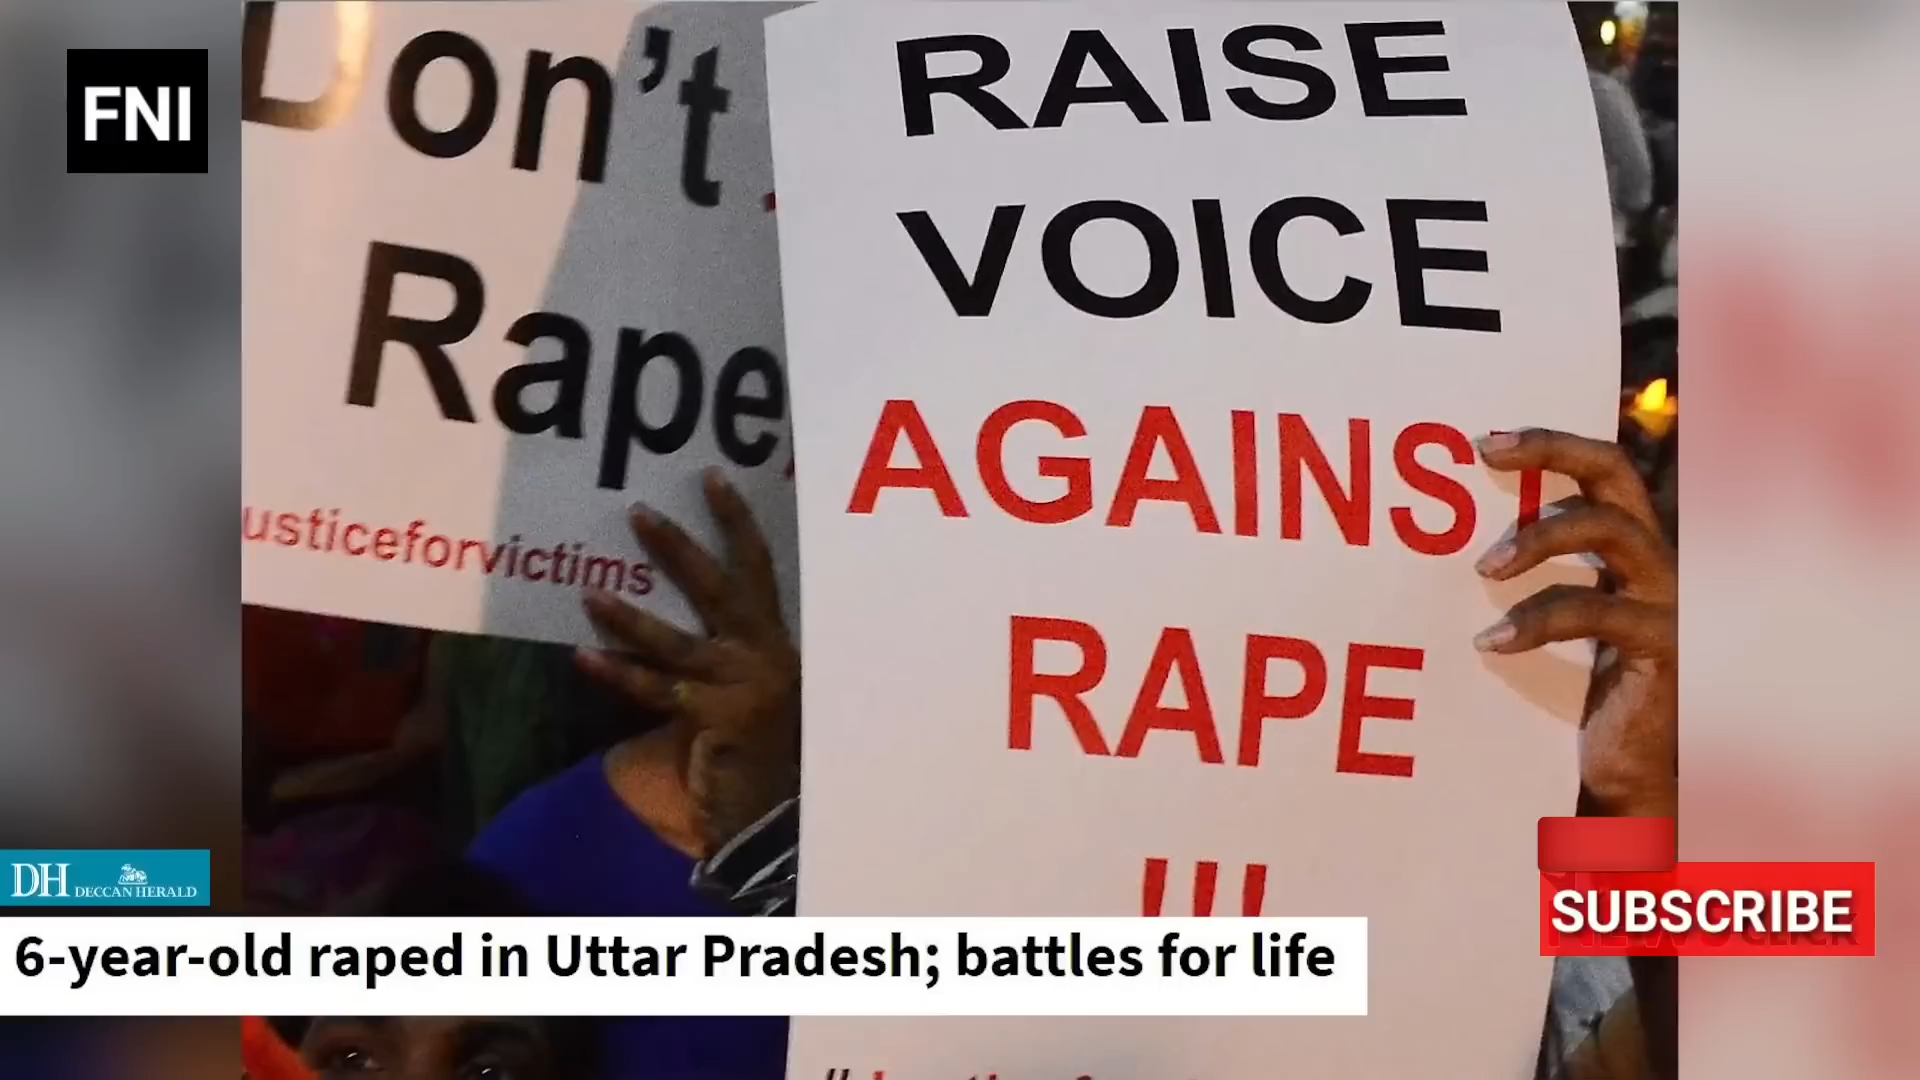 FNI
Don't
Rape
usticeforvictims
RAISE
VOICE
AGAINST
RAPE
!!!
DH DECCAN HERALD
6-year-old raped in Uttar Pradesh; battles for life
SUBSCRIBE